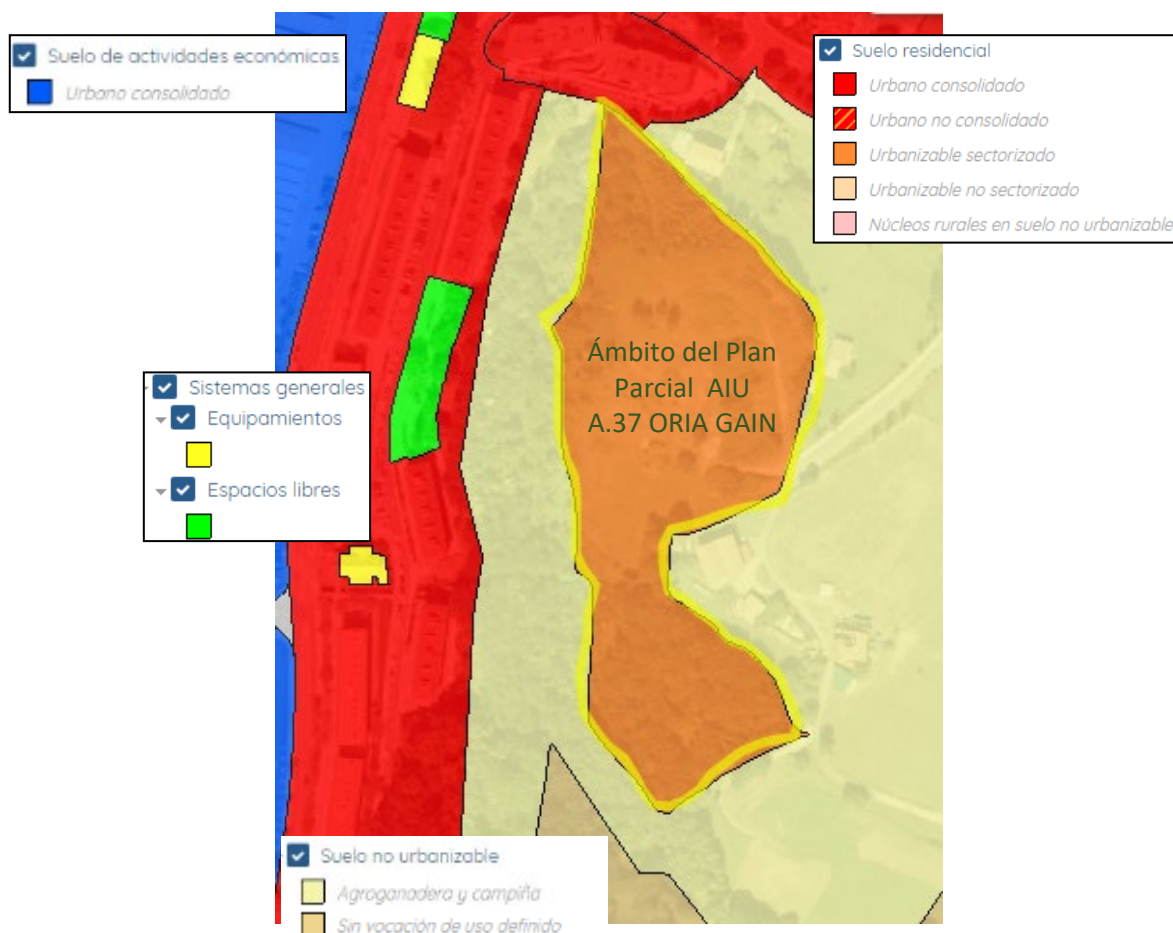 Suelo de actividades económicas
Urbano consolidado
Suelo residencial
Urbano consolidado
Urbano no consolidado
Urbanizable sectorizado
Urbanizable no sectorizado
Núcleos rurales en suelo no urbanizable
Ámbito del Plan
Parcial AIU
A.37 ORIA GAIN
Sistemas generales
Equipamientos
Espacios libres
Suelo no urbanizable
Agroganadera y campiña
Sin vocación de uso definido